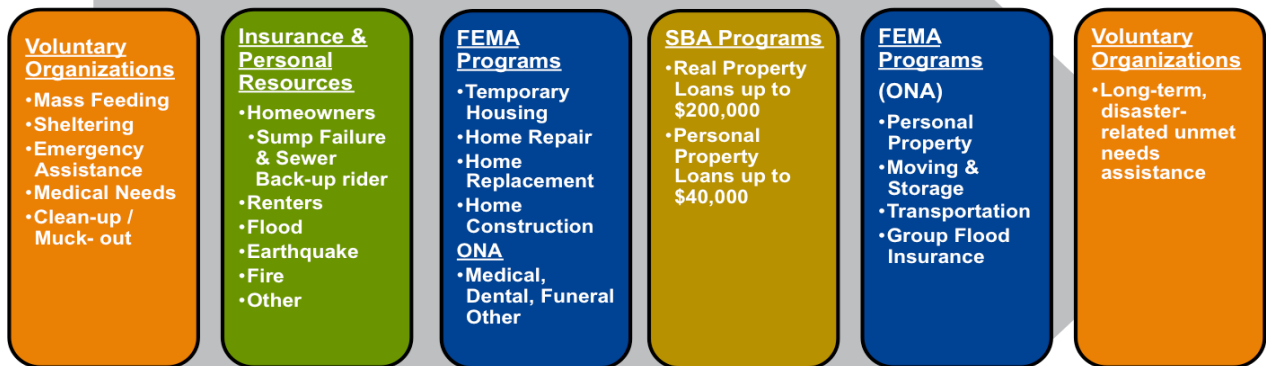 Voluntary
Organizations
•Mass Feeding
•Sheltering
•Emergency
Assistance
•Medical Needs
•Clean-up /
Muck- out
Insurance &
Personal
Resources
•Homeowners
•Sump Failure
& Sewer
Back-up rider
•Renters
•Flood
•Earthquake
•Fire
•Other
FEMA
Programs
•Temporary
Housing
•Home Repair
•Home
Replacement
•Home
Construction
ONA
•Medical,
Dental, Funeral
Other
SBA Programs
•Real Property
Loans up to
$200,000
•Personal
Property
Loans up to
$40,000
FEMA
Programs
(ONA)
•Personal
Property
•Moving &
Storage
•Transportation
•Group Flood
Insurance
Voluntary
Organizations
•Long-term,
disaster-
related unmet
needs
assistance